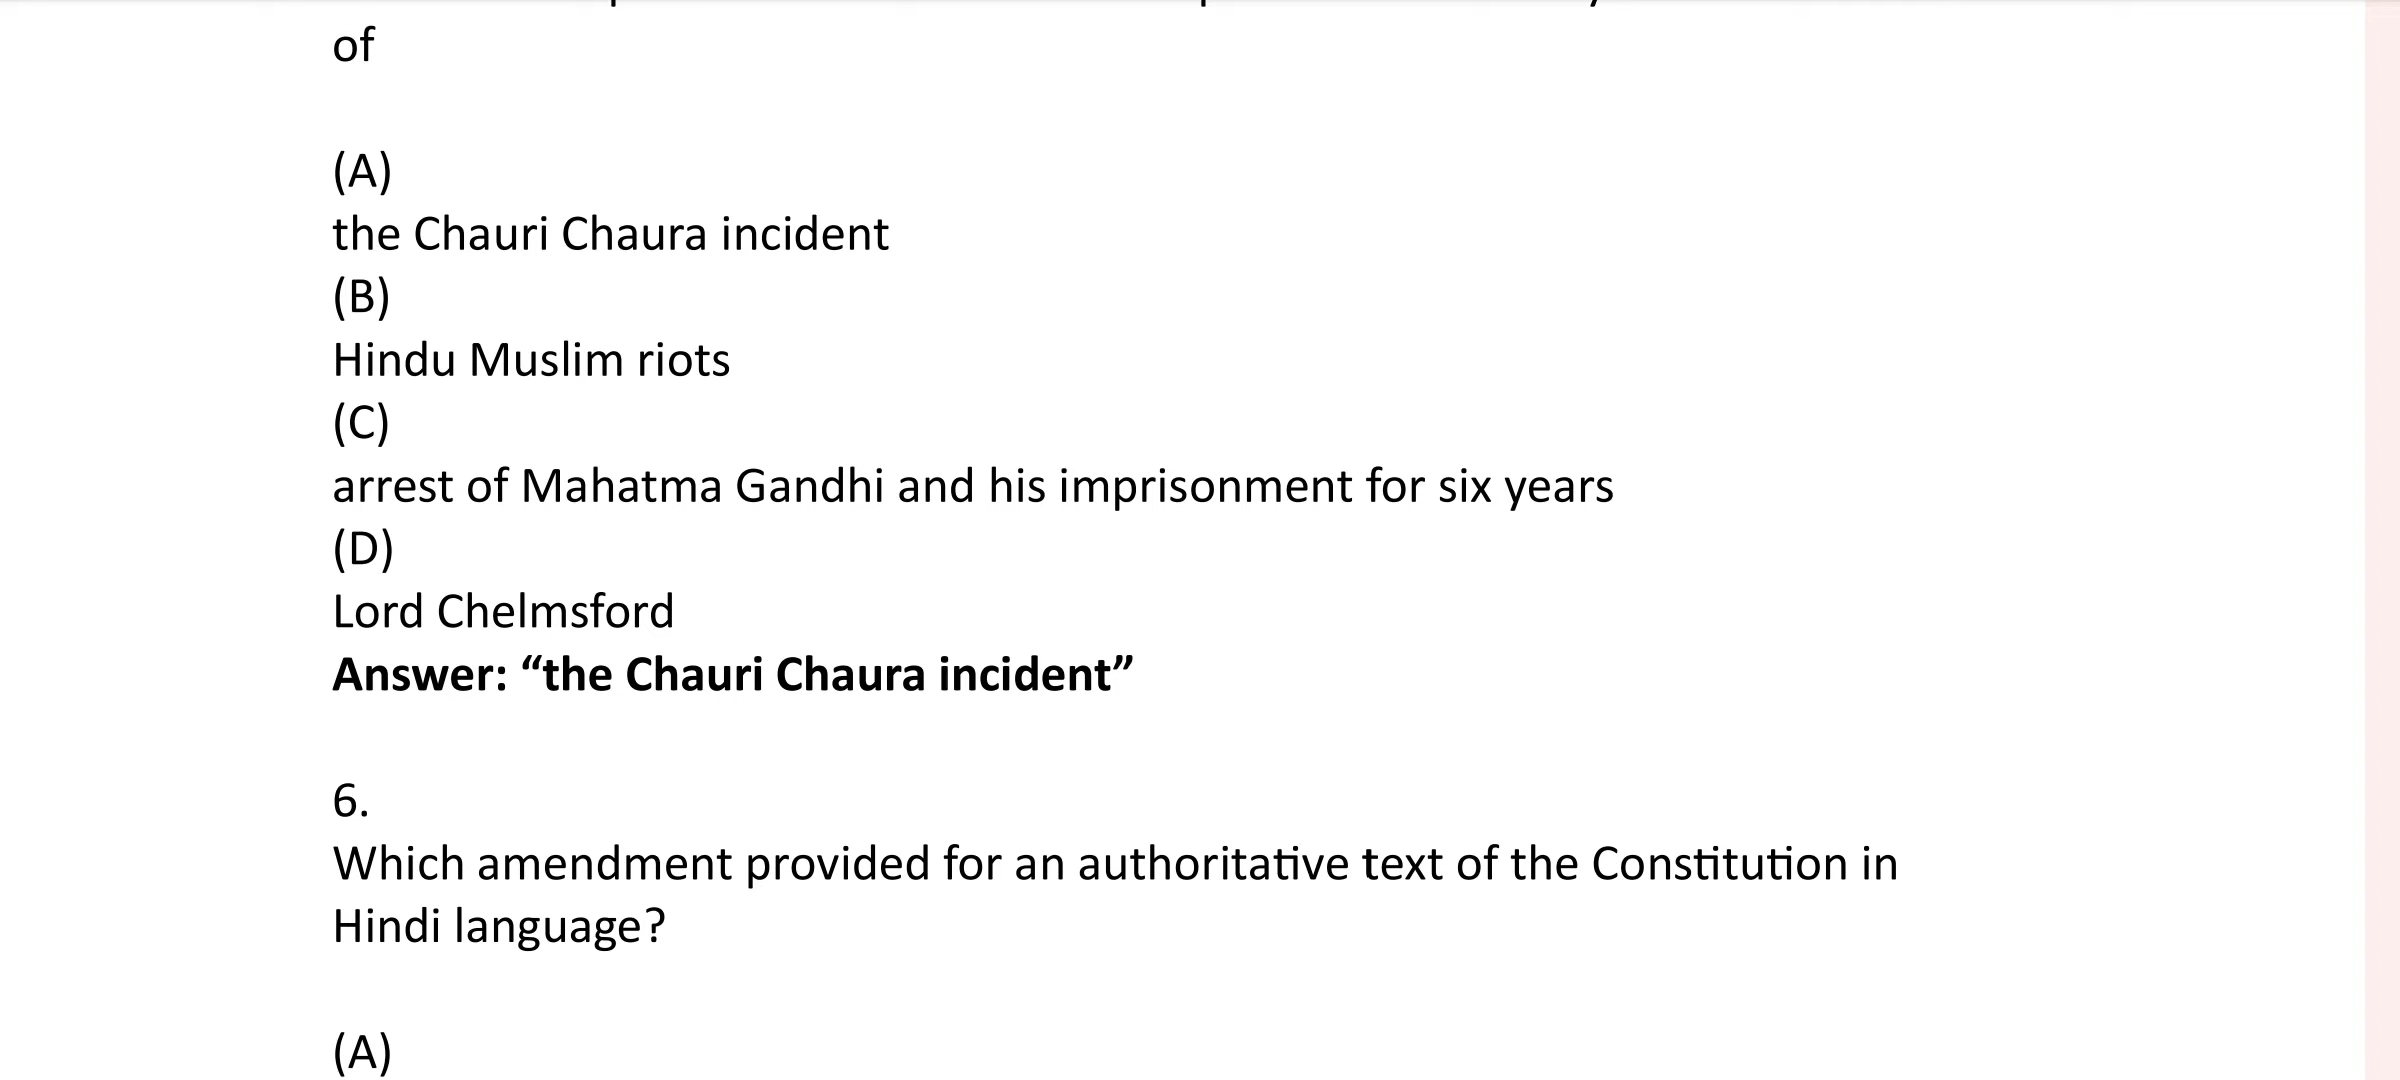 of
(A)
the Chauri Chaura incident
(B)
Hindu Muslim riots
(C)
arrest of Mahatma Gandhi and his imprisonment for six years
(D)
Lord Chelmsford
Answer: “the Chauri Chaura incident”
6.
Which amendment provided for an authoritative text of the Constitution in
Hindi language?
(A)